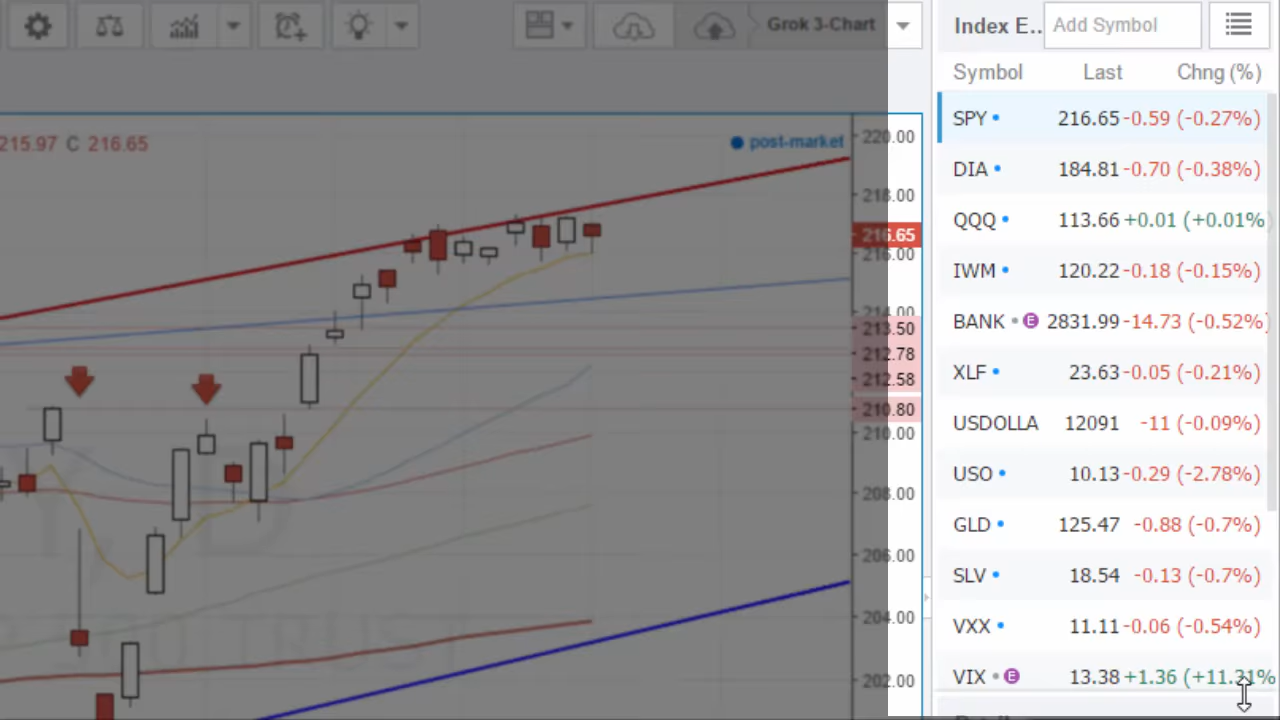 Grok 3-Chart
Index E..
Add Symbol
Symbol Last Chng (%)
215.97 C 216.65
post-market
SPY 216.65 -0.59 (-0.27%)
DIA 184.81 -0.70 (-0.38%)
QQQ 113.66 +0.01 (+0.01%
IWM 120.22 -0.18 (-0.15%)
BANK E 2831.99 -14.73 (-0.52%)
XLF 23.63 -0.05 (-0.21%)
USDOLLA 12091 -11 (-0.09%)
USO 10.13 -0.29 (-2.78%)
GLD 125.47 -0.88 (-0.7%)
SLV 18.54 -0.13 (-0.7%)
VXX 11.11 -0.06 (-0.54%)
VIX E 13.38 +1.36 (+11.31%
220.00
218.00
216.65
216.00
214.00
213.50
212.78
212.58
210.80
210.00
208.00
206.00
204.00
202.00